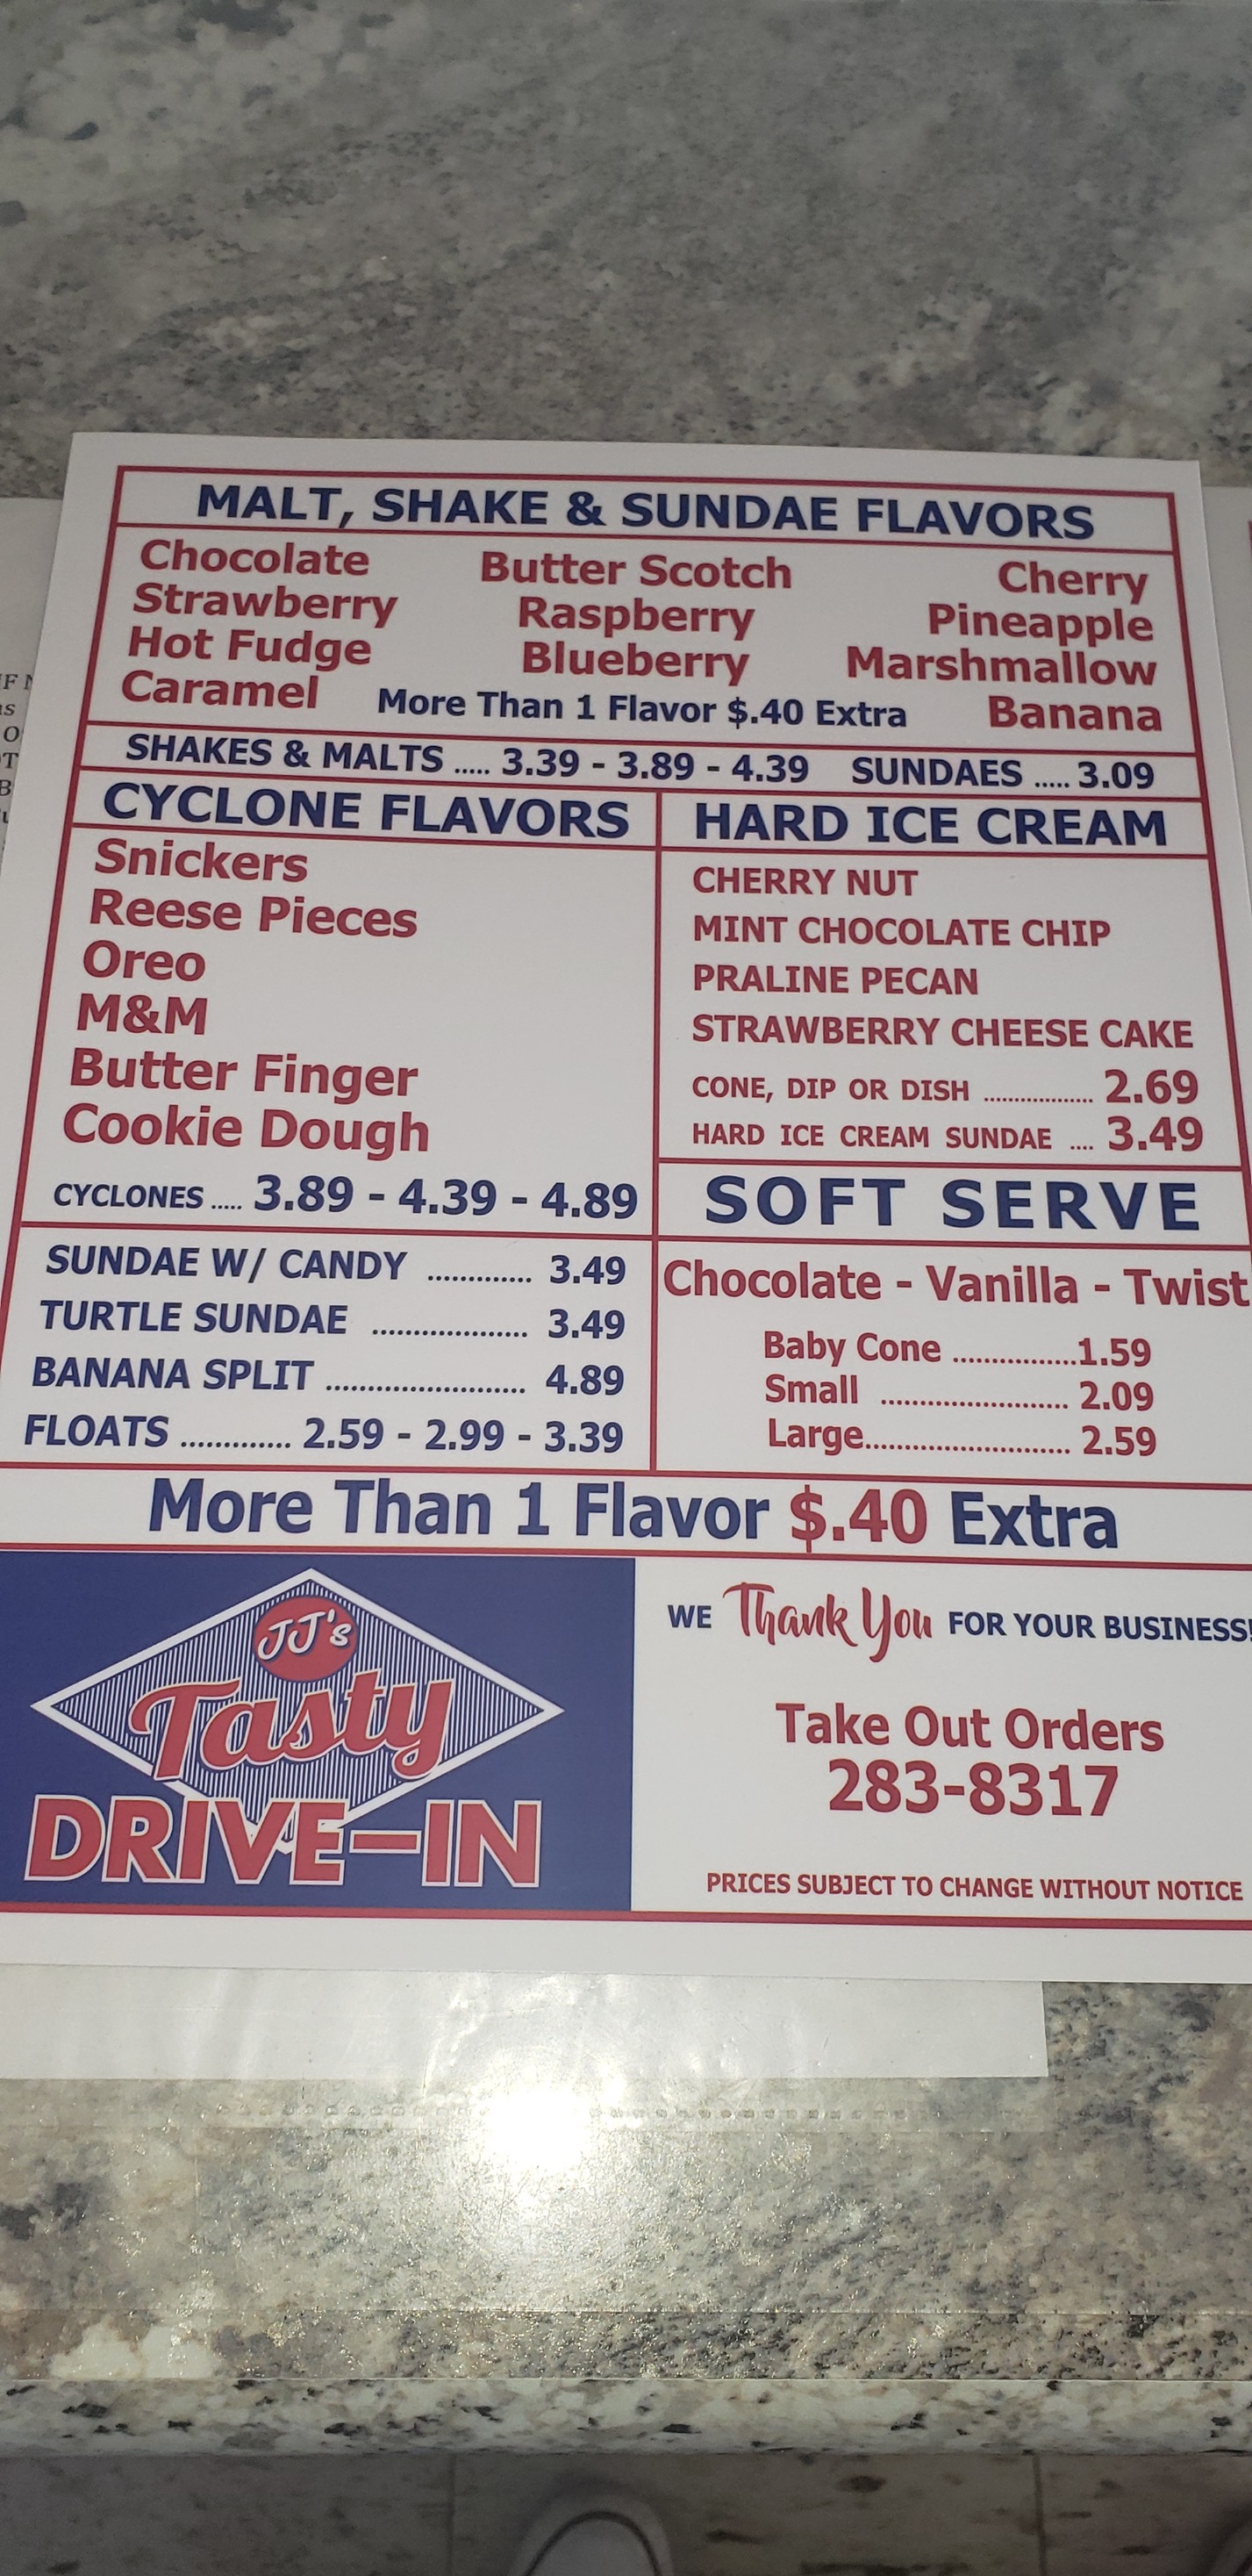 MALT, SHAKE & SUNDAE FLAVORS
Chocolate Butter Scotch Cherry
Strawberry Raspberry Pineapple
Hot Fudge Blueberry Marshmallow
Caramel More Than 1 Flavor $.40 Extra Banana
SHAKES & MALTS ..... 3.39 - 3.89 - 4.39 SUNDAES ..... 3.09
CYCLONE FLAVORS
Snickers
Reese Pieces
Oreo
M&M
Butter Finger
Cookie Dough
CYCLONES ..... 3.89 - 4.39 - 4.89
SUNDAE W/ CANDY ............. 3.49
TURTLE SUNDAE ................... 3.49
BANANA SPLIT ........................ 4.89
FLOATS ............. 2.59 - 2.99 - 3.39
HARD ICE CREAM
CHERRY NUT
MINT CHOCOLATE CHIP
PRALINE PECAN
STRAWBERRY CHEESE CAKE
CONE, DIP OR DISH .................. 2.69
HARD ICE CREAM SUNDAE .... 3.49
SOFT SERVE
Chocolate - Vanilla - Twist
Baby Cone ...............1.59
Small ....................... 2.09
Large......................... 2.59
More Than 1 Flavor $.40 Extra
JJ's
Tasty
DRIVE-IN
WE Thank You FOR YOUR BUSINESS!
Take Out Orders
283-8317
PRICES SUBJECT TO CHANGE WITHOUT NOTICE